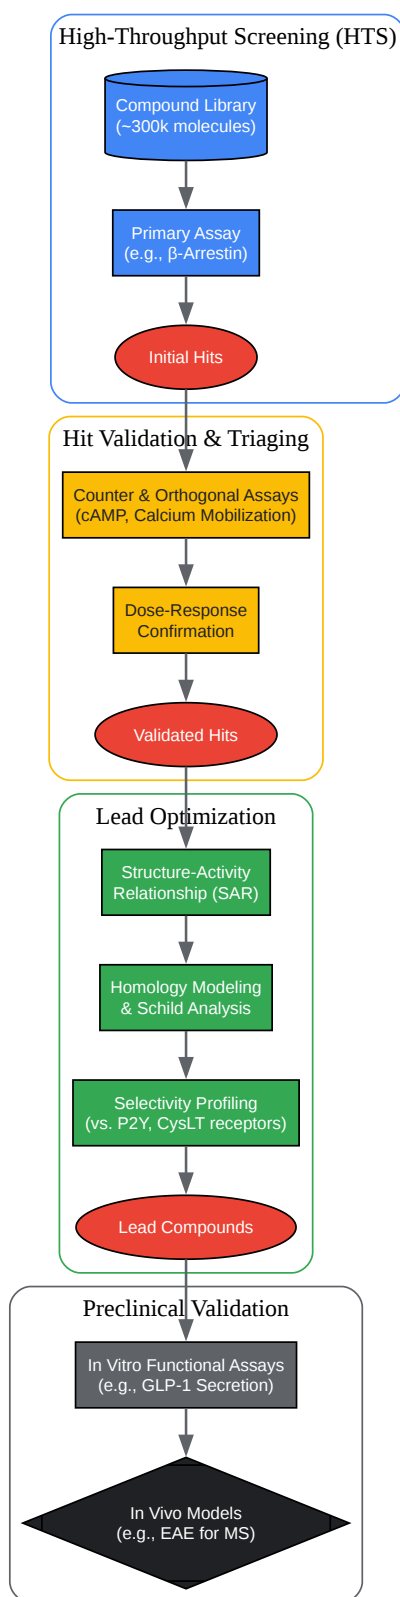 High-Throughput Screening (HTS)
Compound Library
(~300k molecules)
Primary Assay
(e.g., β-Arrestin)
Initial Hits
Hit Validation & Triaging
Counter & Orthogonal Assays
(cAMP, Calcium Mobilization)
Dose-Response
Confirmation
Validated Hits
Lead Optimization
Structure-Activity
Relationship (SAR)
Homology Modeling
& Schild Analysis
Selectivity Profiling
(vs. P2Y, CysLT receptors)
Lead Compounds
Preclinical Validation
In Vitro Functional Assays
(e.g., GLP-1 Secretion)
In Vivo Models
(e.g., EAE for MS)